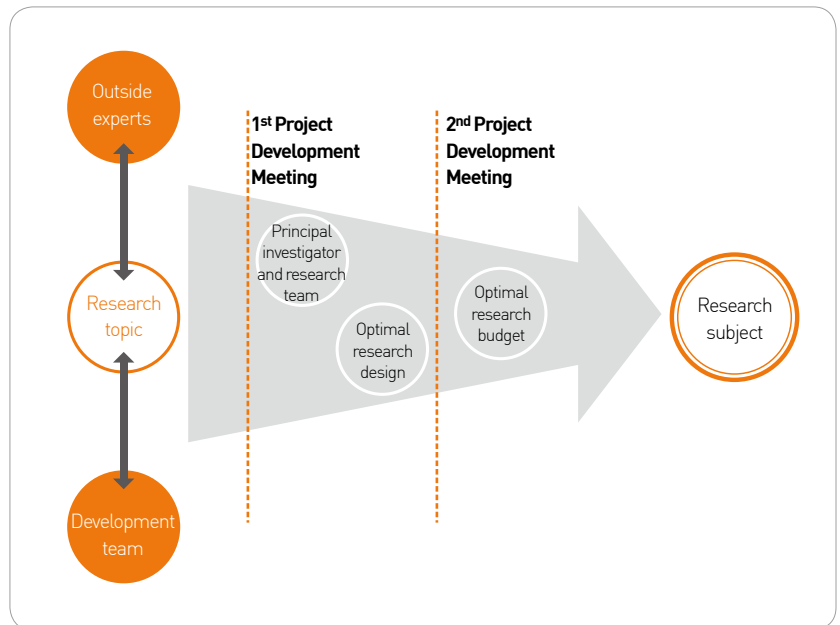 Outside
experts
1st Project
Development
Meeting
2nd Project
Development
Meeting
Principal
investigator
and research
team
Research
topic
Optimal
research
design
Optimal
research
budget
Research
subject
Development
team